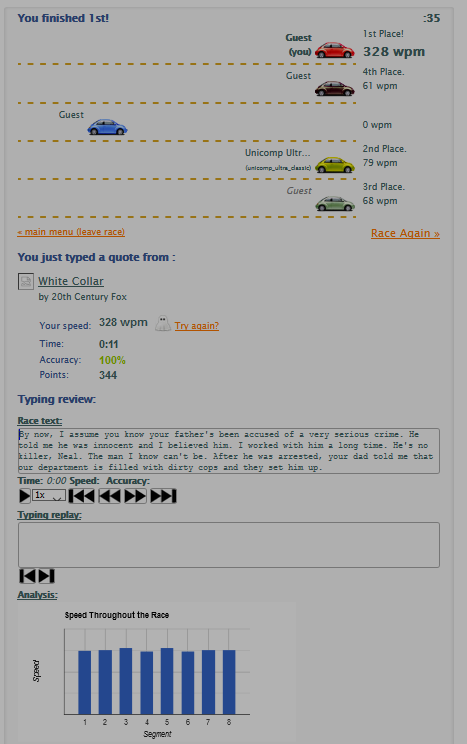 You finished 1st!
:35
Guest
(you)
1st Place!
328 wpm
Guest
4th Place.
61 wpm
Guest
0 wpm
Unicomp Ultr...
(unicomp_ultra_classic)
2nd Place.
79 wpm
Guest
3rd Place.
68 wpm
< main menu (leave race)
Race Again »
You just typed a quote from :
White Collar
by 20th Century Fox
Your speed: 328 wpm Try again?
Time: 0:11
Accuracy: 100%
Points: 344
Typing review:
Race text:
By now, I assume you know your father's been accused of a very serious crime. He
told me he was innocent and I believed him. I worked with him a long time. He's no
killer, Neal. The man I know can't be. After he was arrested, your dad told me that
our department is filled with dirty cops and they set him up.
Time: 0:00 Speed: Accuracy:
1x
Typing replay:
Analysis:
Speed Throughout the Race
Speed
1 2 3 4 5 6 7 8
Segment